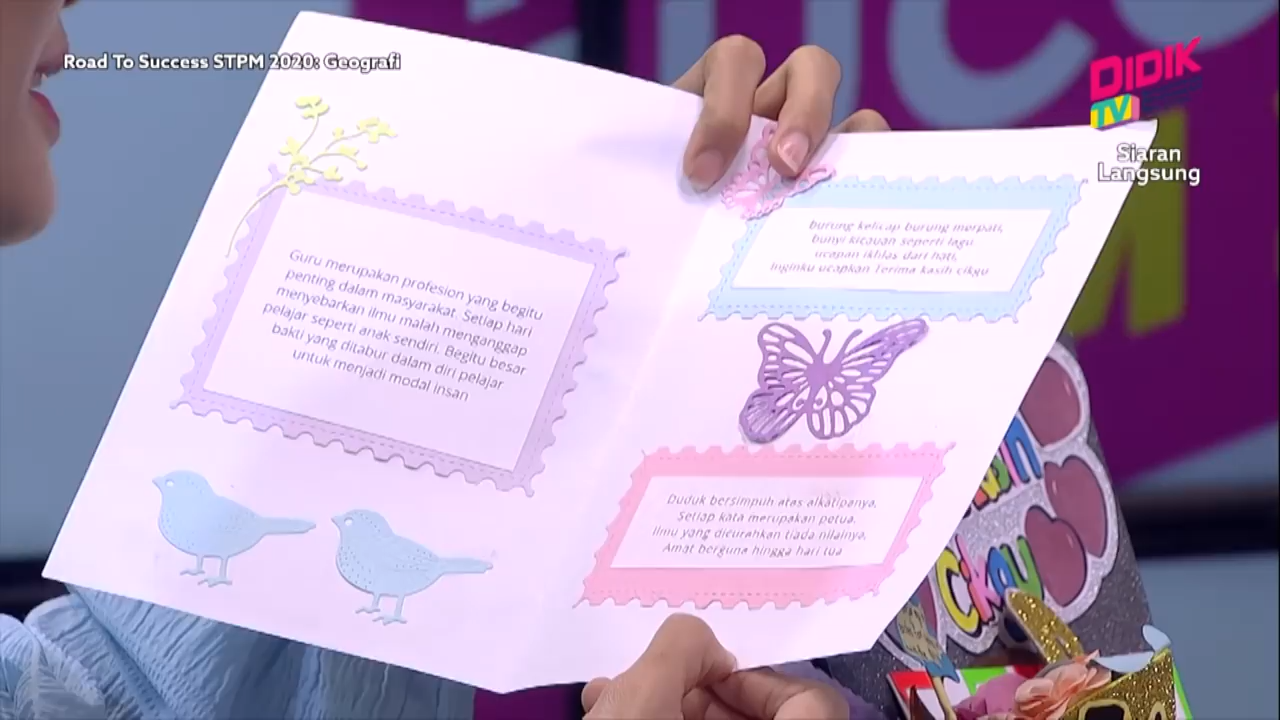 Road To Success STPM 2020: Geografi
DIDIK
TV
Siaran
Langsung
Guru merupakan profesion yang begitu
penting dalam masyarakat. Setiap hari
menyebarkan ilmu malah menganggap
pelajar seperti anak sendiri. Begitu besar
bakti yang ditabur dalam diri pelajar
untuk menjadi modal insan
burung kelicap burung merpati,
bunyi kicauan seperti lagu
ucapan ikhlas dari hati,
Inginku ucapkan Terima kasih cikgu
Duduk bersimpuh atas alkatipanya,
Setiap kata merupakan petua,
Ilmu yang dicurahkan tiada nilainya,
Amat berguna hingga hari tua
Cikgu